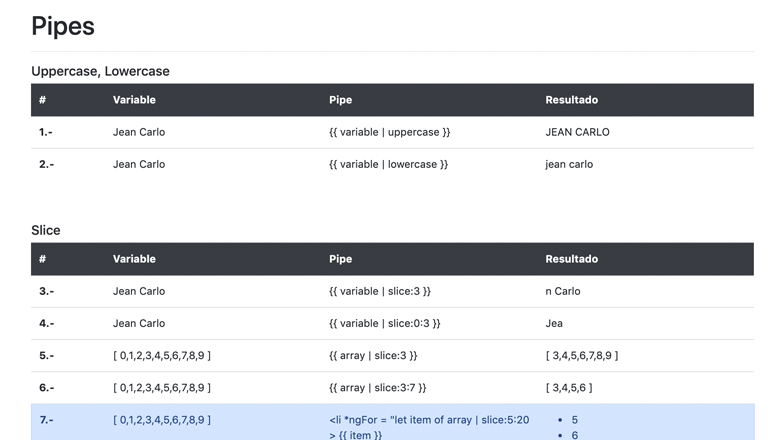 Pipes
Uppercase, Lowercase
# Variable Pipe Resultado
1.- Jean Carlo {{ variable | uppercase }} JEAN CARLO
2.- Jean Carlo {{ variable | lowercase }} jean carlo
Slice
# Variable Pipe Resultado
3.- Jean Carlo {{ variable | slice:3 }} n Carlo
4.- Jean Carlo {{ variable | slice:0:3 }} Jea
5.- [ 0,1,2,3,4,5,6,7,8,9 ] {{ array | slice:3 }} [ 3,4,5,6,7,8,9 ]
6.- [ 0,1,2,3,4,5,6,7,8,9 ] {{ array | slice:3:7 }} [ 3,4,5,6 ]
7.- [ 0,1,2,3,4,5,6,7,8,9 ] <li *ngFor = "let item of array | slice:5:20 • 5
> {{ item }} • 6